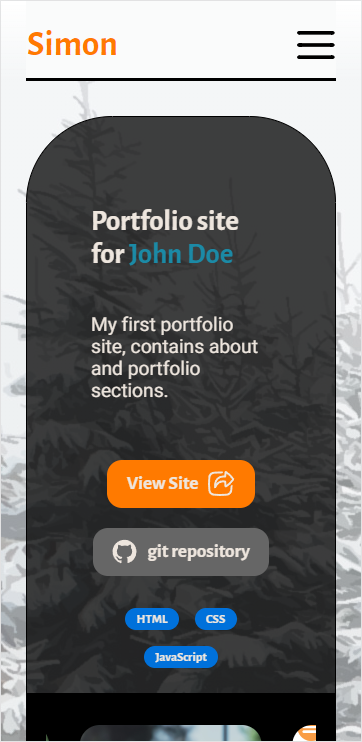 Simon
Portfolio site
for John Doe
My first portfolio
site, contains about
and portfolio
sections.
View Site
git repository
HTML
CSS
JavaScript